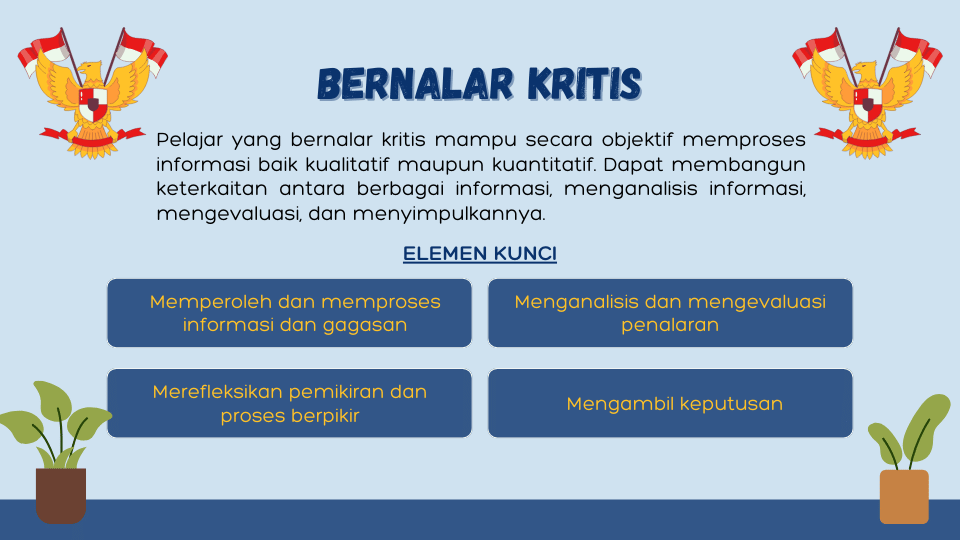 BERNALAR KRITIS
Pelajar yang bernalar kritis mampu secara objektif memproses
informasi baik kualitatif maupun kuantitatif. Dapat membangun
keterkaitan antara berbagai informasi, menganalisis informasi,
mengevaluasi, dan menyimpulkannya.
ELEMEN KUNCI
Memperoleh dan memproses
informasi dan gagasan
Menganalisis dan mengevaluasi
penalaran
Merefleksikan pemikiran dan
proses berpikir
Mengambil keputusan